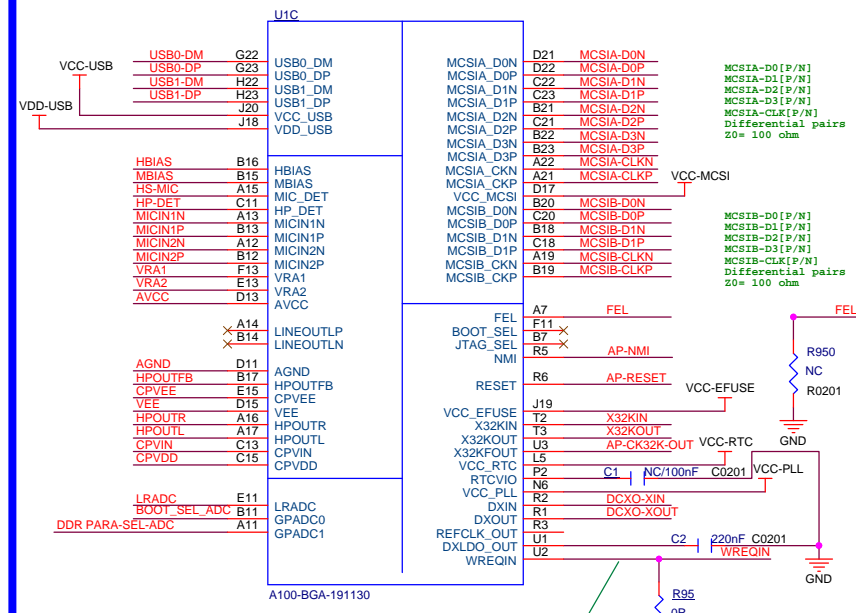 U1C
USB0-DM G22 USB0_DM
USB0-DP G23 USB0_DP
USB1-DM H22 USB1_DM
USB1-DP H23 USB1_DP
VCC-USB J20 VCC_USB
VDD-USB J18 VDD_USB
HBIAS B16 HBIAS
MBIAS B15 MBIAS
HS-MIC A15 MIC_DET
HP-DET C11 HP_DET
MICIN1N A13 MICIN1N
MICIN1P B13 MICIN1P
MICIN2N A12 MICIN2N
MICIN2P B12 MICIN2P
VRA1 F13 VRA1
VRA2 E13 VRA2
AVCC D13 AVCC
A14 LINEOUTLP
B14 LINEOUTLN
AGND D11 AGND
HPOUTFB B17 HPOUTFB
CPVEE E15 CPVEE
VEE D15 VEE
HPOUTR A16 HPOUTR
HPOUTL A17 HPOUTL
CPVIN C13 CPVIN
CPVDD C15 CPVDD
LRADC E11 LRADC
BOOT_SEL_ADC B11 GPADC0
DDR PARA-SEL-ADC A11 GPADC1
MCSIA_D0N D21 MCSIA-D0N
MCSIA_D0P D22 MCSIA-D0P
MCSIA_D1N C22 MCSIA-D1N
MCSIA_D1P C23 MCSIA-D1P
MCSIA_D2N B21 MCSIA-D2N
MCSIA_D2P C21 MCSIA-D2P
MCSIA_D3N B22 MCSIA-D3N
MCSIA_D3P B23 MCSIA-D3P
MCSIA_CKN A22 MCSIA-CLKN
MCSIA_CKP A21 MCSIA-CLKP
VCC_MCSI D17 VCC-MCSI
MCSIB_D0N B20 MCSIB-D0N
MCSIB_D0P C20 MCSIB-D0P
MCSIB_D1N B18 MCSIB-D1N
MCSIB_D1P C18 MCSIB-D1P
MCSIB_CKN A19 MCSIB-CLKN
MCSIB_CKP B19 MCSIB-CLKP
FEL A7 FEL
BOOT_SEL F11
JTAG_SEL B7
NMI R5 AP-NMI
RESET R6 AP-RESET
VCC_EFUSE J19 VCC-EFUSE
X32KIN T2 X32KIN
X32KOUT T3 X32KOUT
X32KFOUT U3 AP-CK32K-OUT
VCC_RTC L5 VCC-RTC
RTCVIO P2 C1 NC/100nF C0201
VCC_PLL N6 VCC-PLL
DXIN R2 DCXO-XIN
DXOUT R1 DCXO-XOUT
REFCLK_OUT R3
DXLDO_OUT U1 C2 220nF C0201
WREQIN U2 WREQIN
A100-BGA-191130
MCSIA-D0[P/N]
MCSIA-D1[P/N]
MCSIA-D2[P/N]
MCSIA-D3[P/N]
MCSIA-CLK[P/N]
Differential pairs
Z0= 100 ohm
MCSIB-D0[P/N]
MCSIB-D1[P/N]
MCSIB-D2[P/N]
MCSIB-D3[P/N]
MCSIB-CLK[P/N]
Differential pairs
Z0= 100 ohm
FEL
R950
NC
R0201
GND
GND
R95
0R